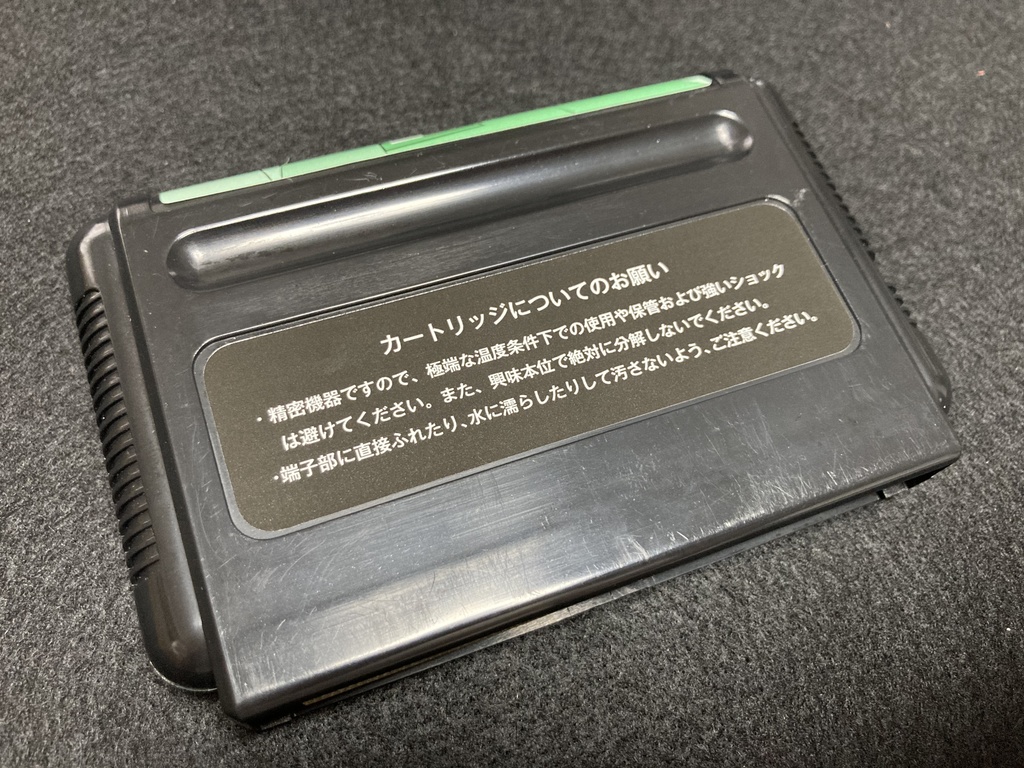 カートリッジについてのお願い
・精密機器ですので、極端な温度条件下での使用や保管および強いショック
は避けてください。また、興味本位で絶対に分解しないでください。
・端子部に直接ふれたり、水に濡らしたりして汚さないよう、ご注意ください。